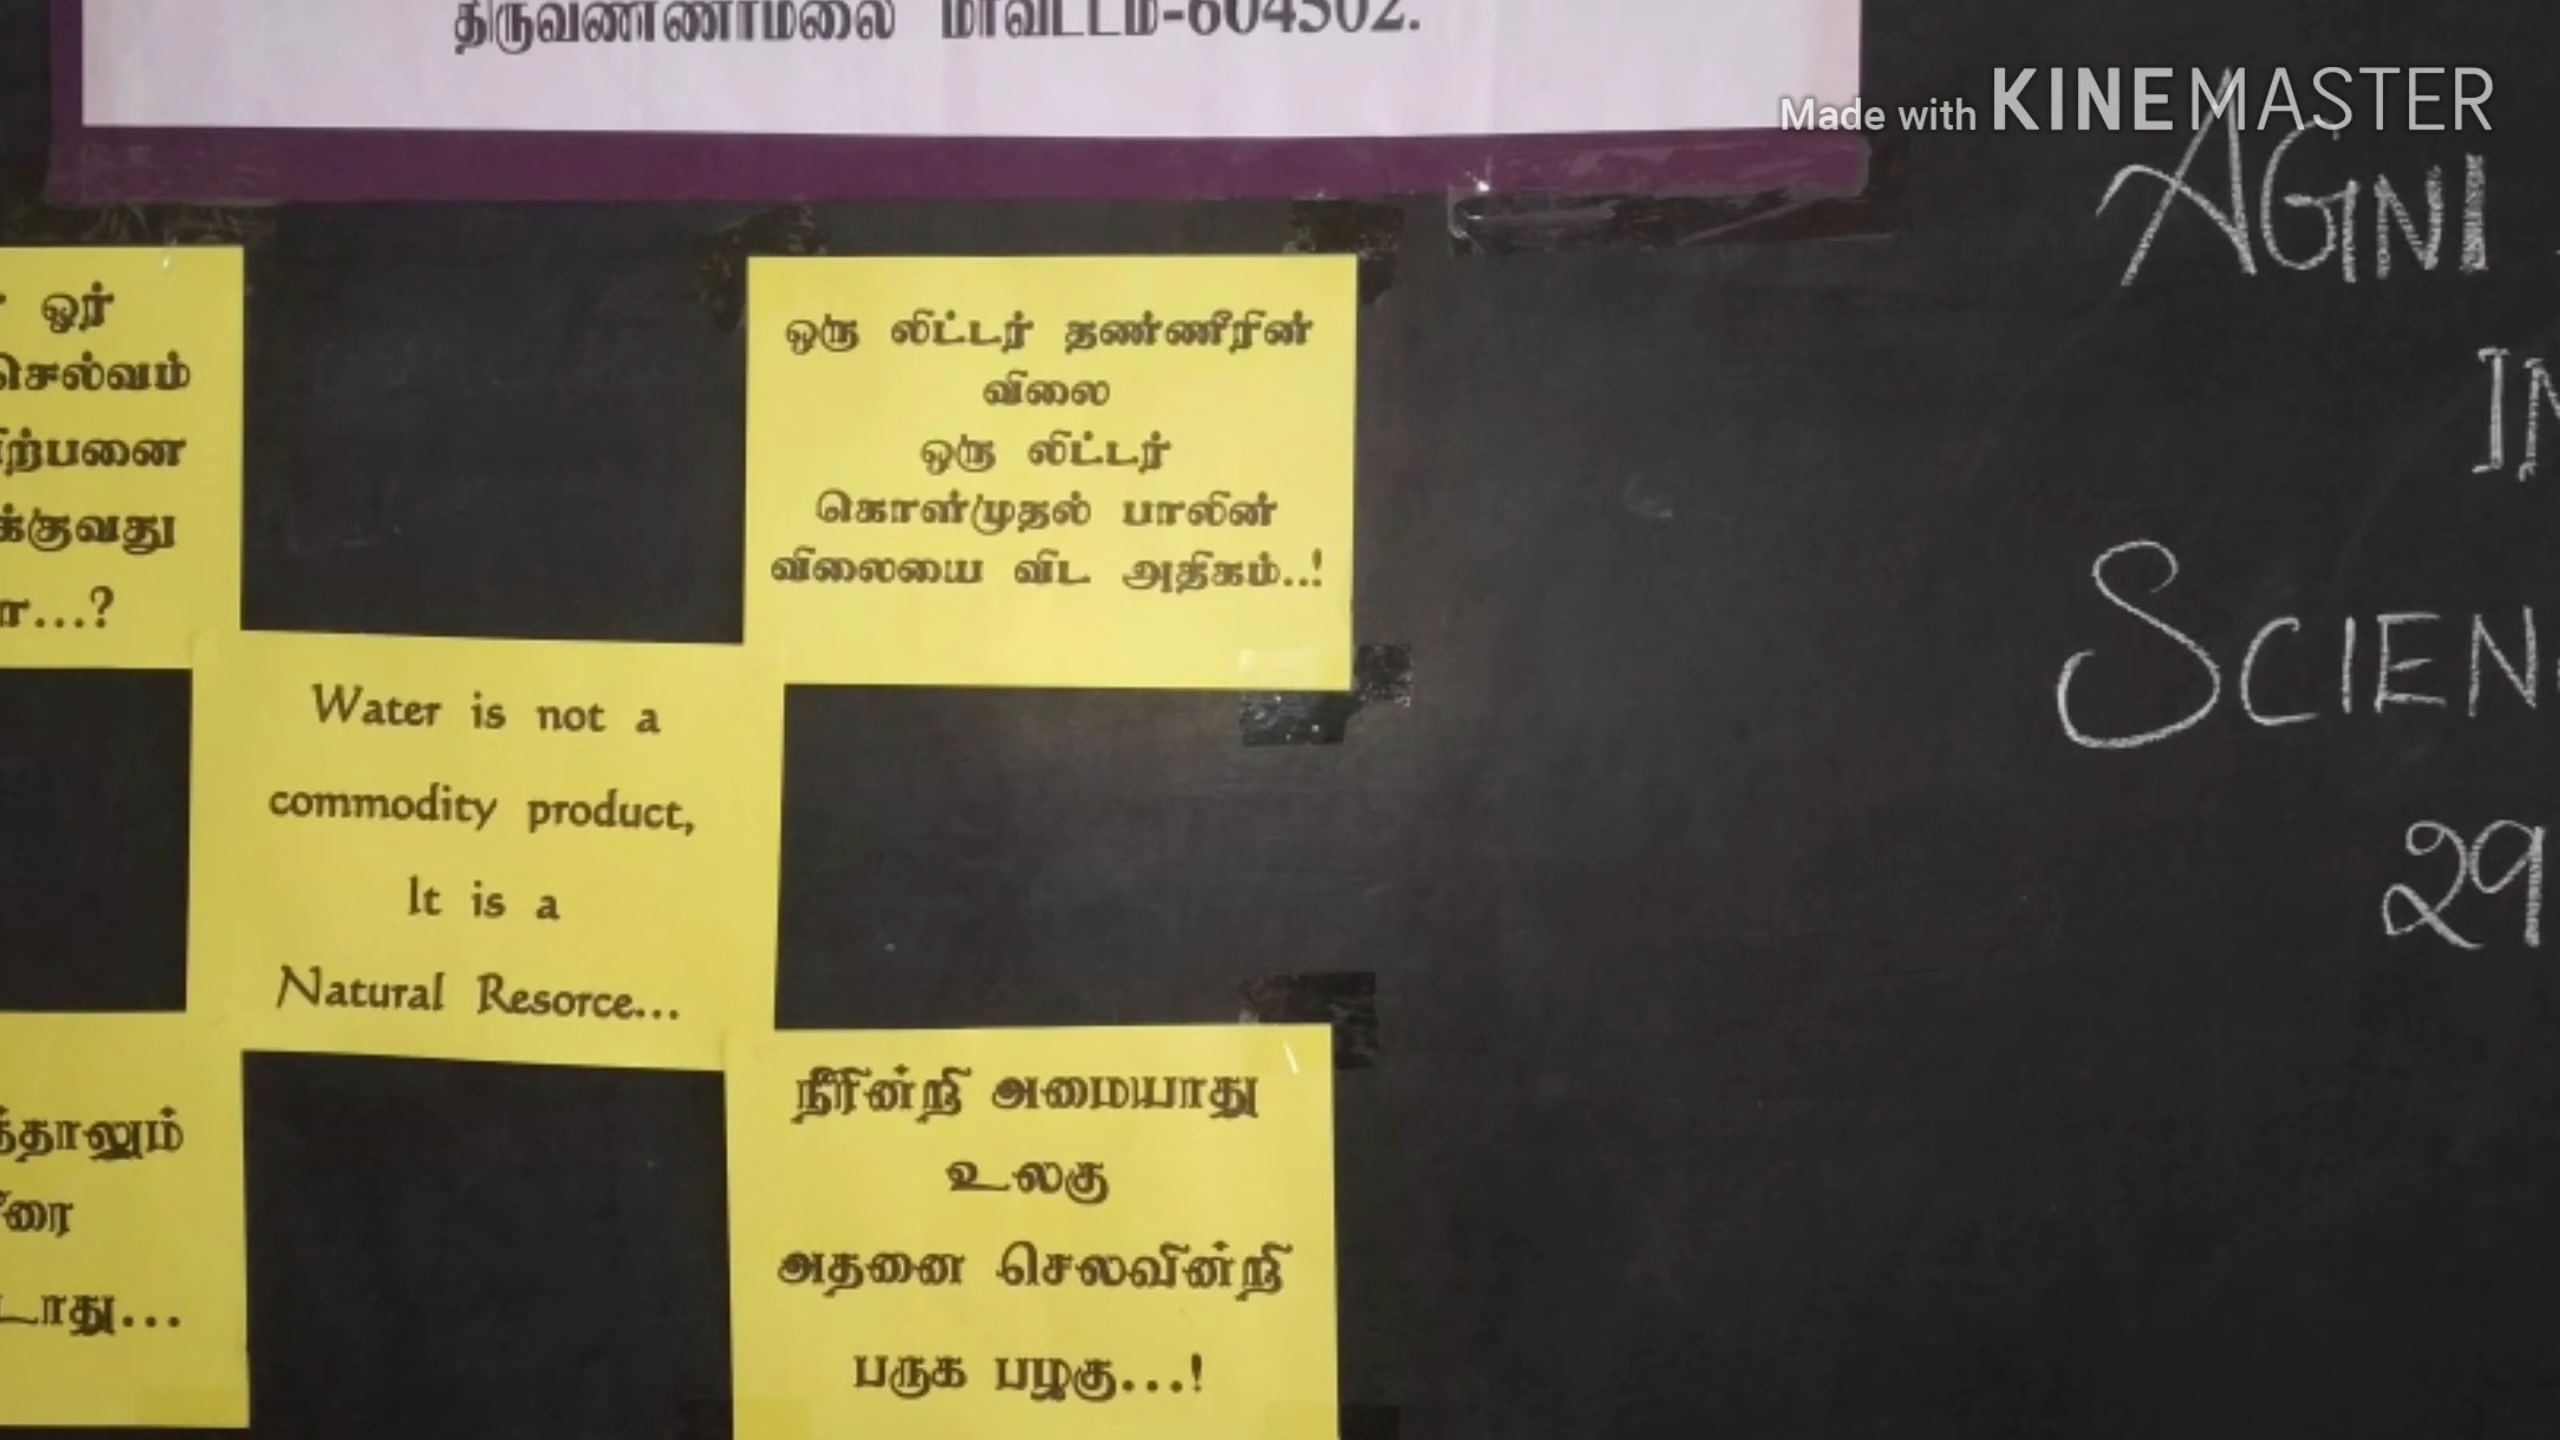 திருவண்ணாமலை மாவட்டம்-604502.
Made with KINEMASTER
AGNI
IN
SCIEN
29
ஓர்
செல்வம்
விற்பனை
க்குவது
ா...?
ஒரு லிட்டர் தண்ணீரின்
விலை
ஒரு லிட்டர்
கொள்முதல் பாலின்
விலையை விட அதிகம்..!
Water is not a
commodity product,
It is a
Natural Resorce...
த்தாலும்
ீரை
டாது...
நீரின்றி அமையாது
உலகு
அதனை செலவின்றி
பருக பழகு...!